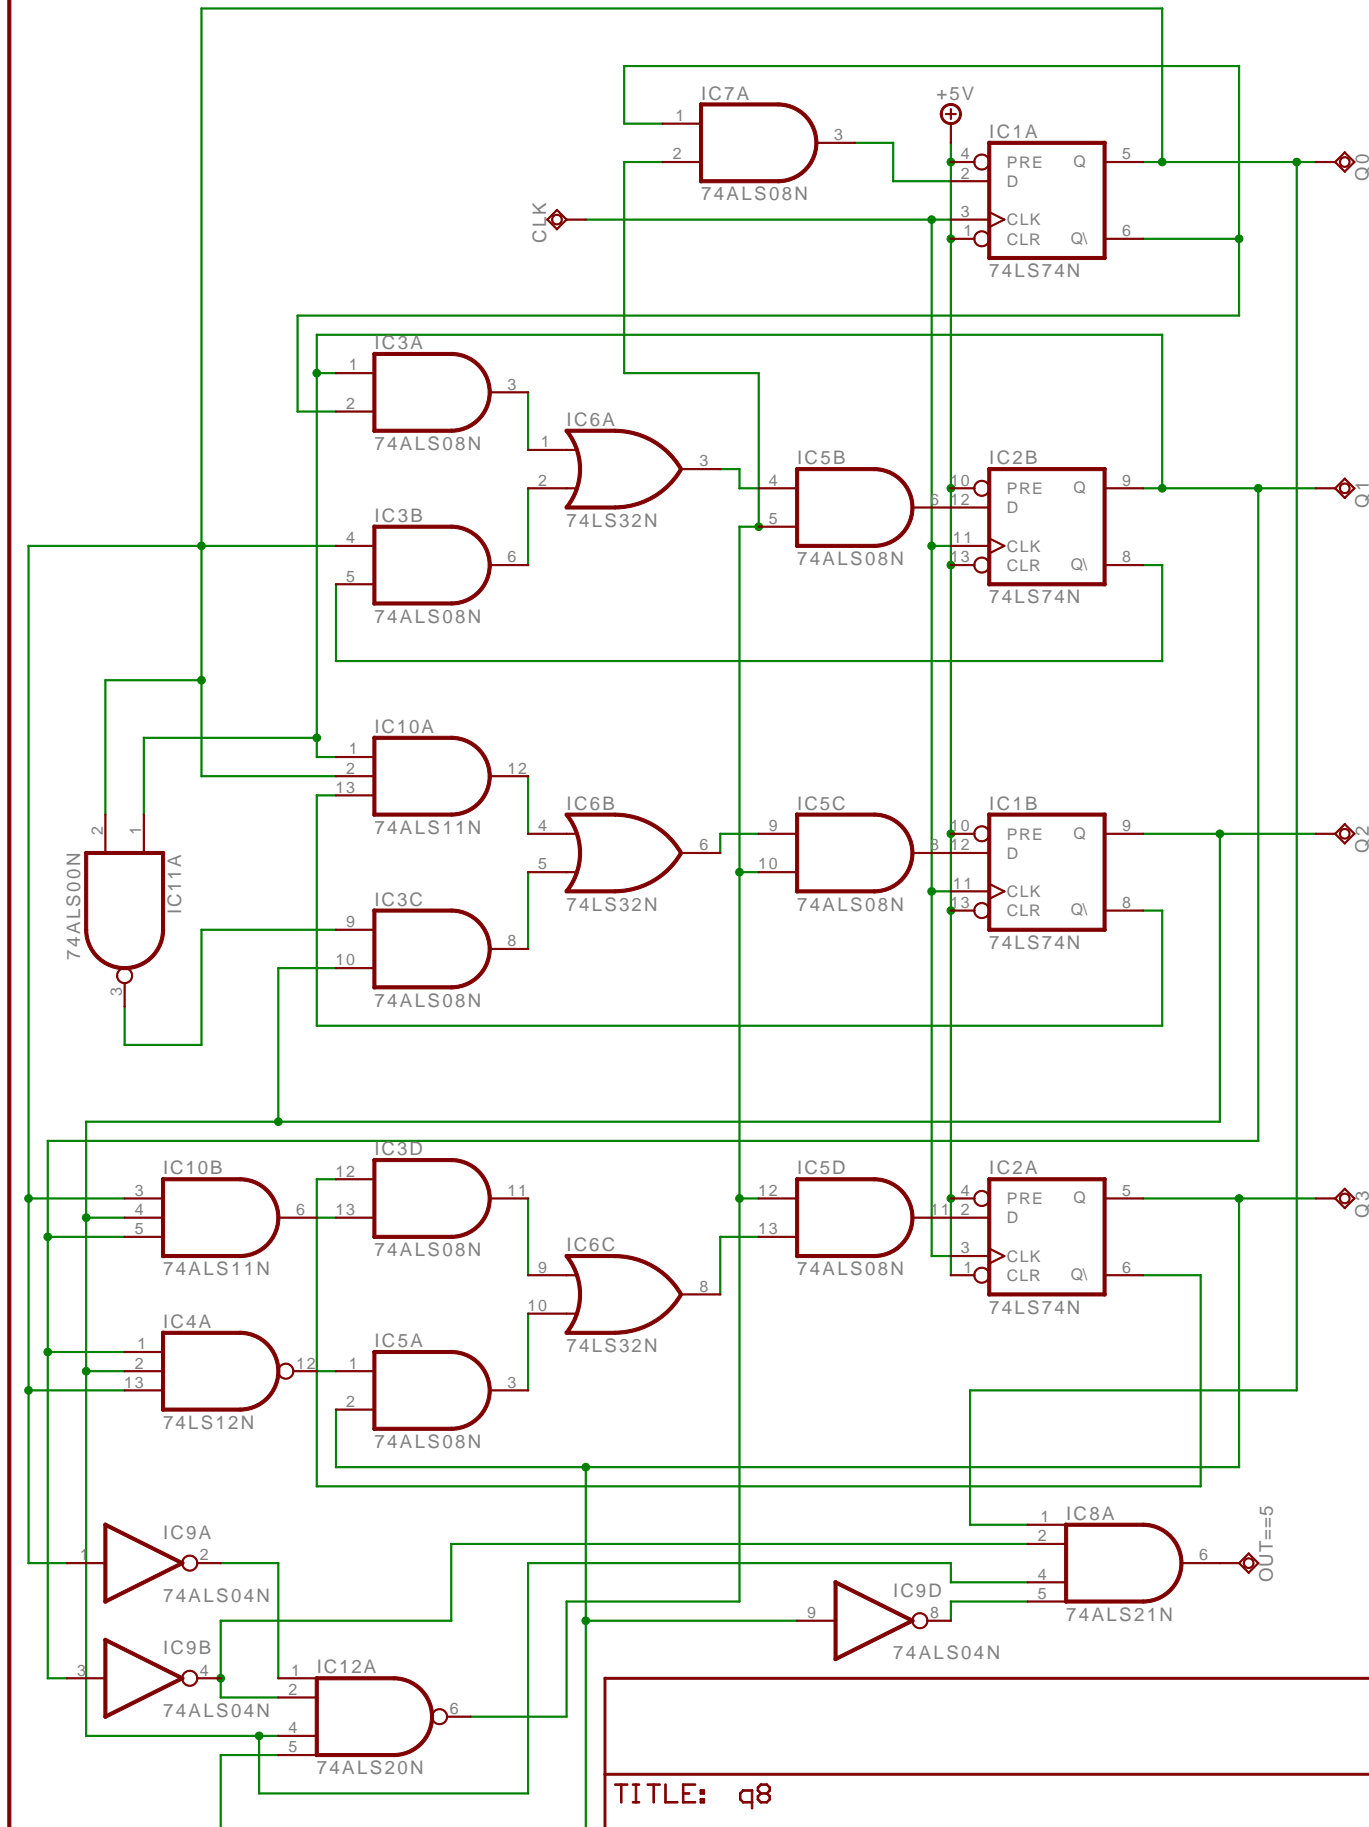 IC7A
1
2
3
74ALS08N
+5V
IC1A
4
2
3
1
PRE
D
CLK
CLR
Q
Q\
5
6
74LS74N
Q0
CLK
IC3A
1
2
3
74ALS08N
IC6A
1
2
3
74LS32N
IC3B
4
5
6
74ALS08N
IC5B
4
5
6
74ALS08N
IC2B
10
12
11
13
PRE
D
CLK
CLR
Q
Q\
9
8
74LS74N
Q1
IC10A
1
2
13
12
74ALS11N
IC11A
2
1
3
74ALS00N
IC6B
4
5
6
74LS32N
IC3C
9
10
8
74ALS08N
IC5C
9
10
8
74ALS08N
IC1B
10
12
11
13
PRE
D
CLK
CLR
Q
Q\
9
8
74LS74N
Q2
IC10B
3
4
5
6
74ALS11N
IC3D
12
13
11
74ALS08N
IC6C
9
10
8
74LS32N
IC5D
12
13
11
74ALS08N
IC2A
4
2
3
1
PRE
D
CLK
CLR
Q
Q\
5
6
74LS74N
Q3
IC4A
1
2
13
12
74LS12N
IC5A
1
2
3
74ALS08N
IC9A
1
2
74ALS04N
IC9B
3
4
74ALS04N
IC12A
1
2
4
5
6
74ALS20N
IC9D
9
8
74ALS04N
IC8A
1
2
4
5
6
74ALS21N
OUT==5
TITLE: q8